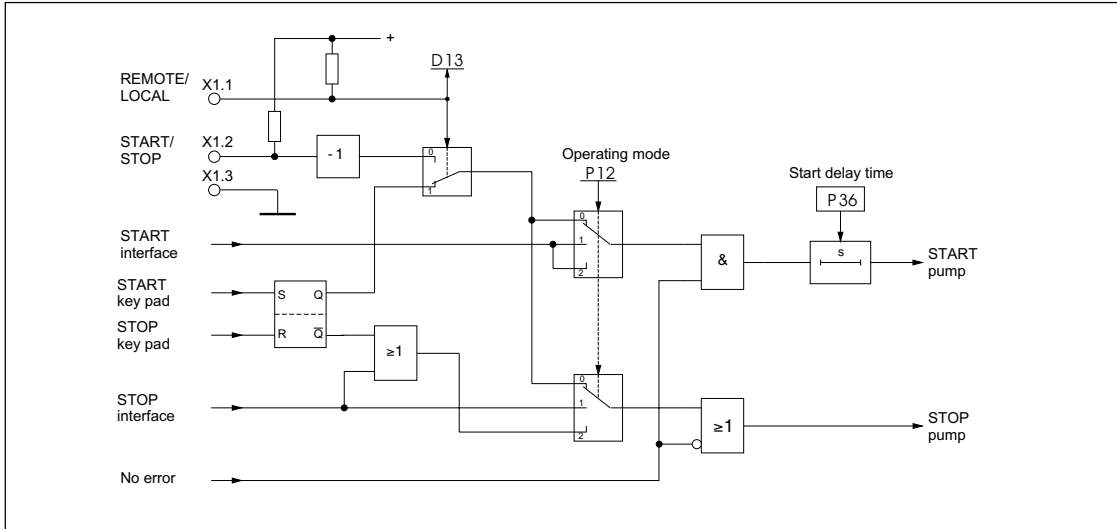 +
D13
REMOTE/
LOCAL
X1.1
START/
STOP
X1.2
- 1
0
1
X1.3
Operating mode
P12
Start delay time
P36
START
interface
0
1
2
&
s
START
pump
START
key pad
S Q
STOP
key pad
R Q̅
≥1
STOP
interface
0
1
2
≥1
STOP
pump
No error